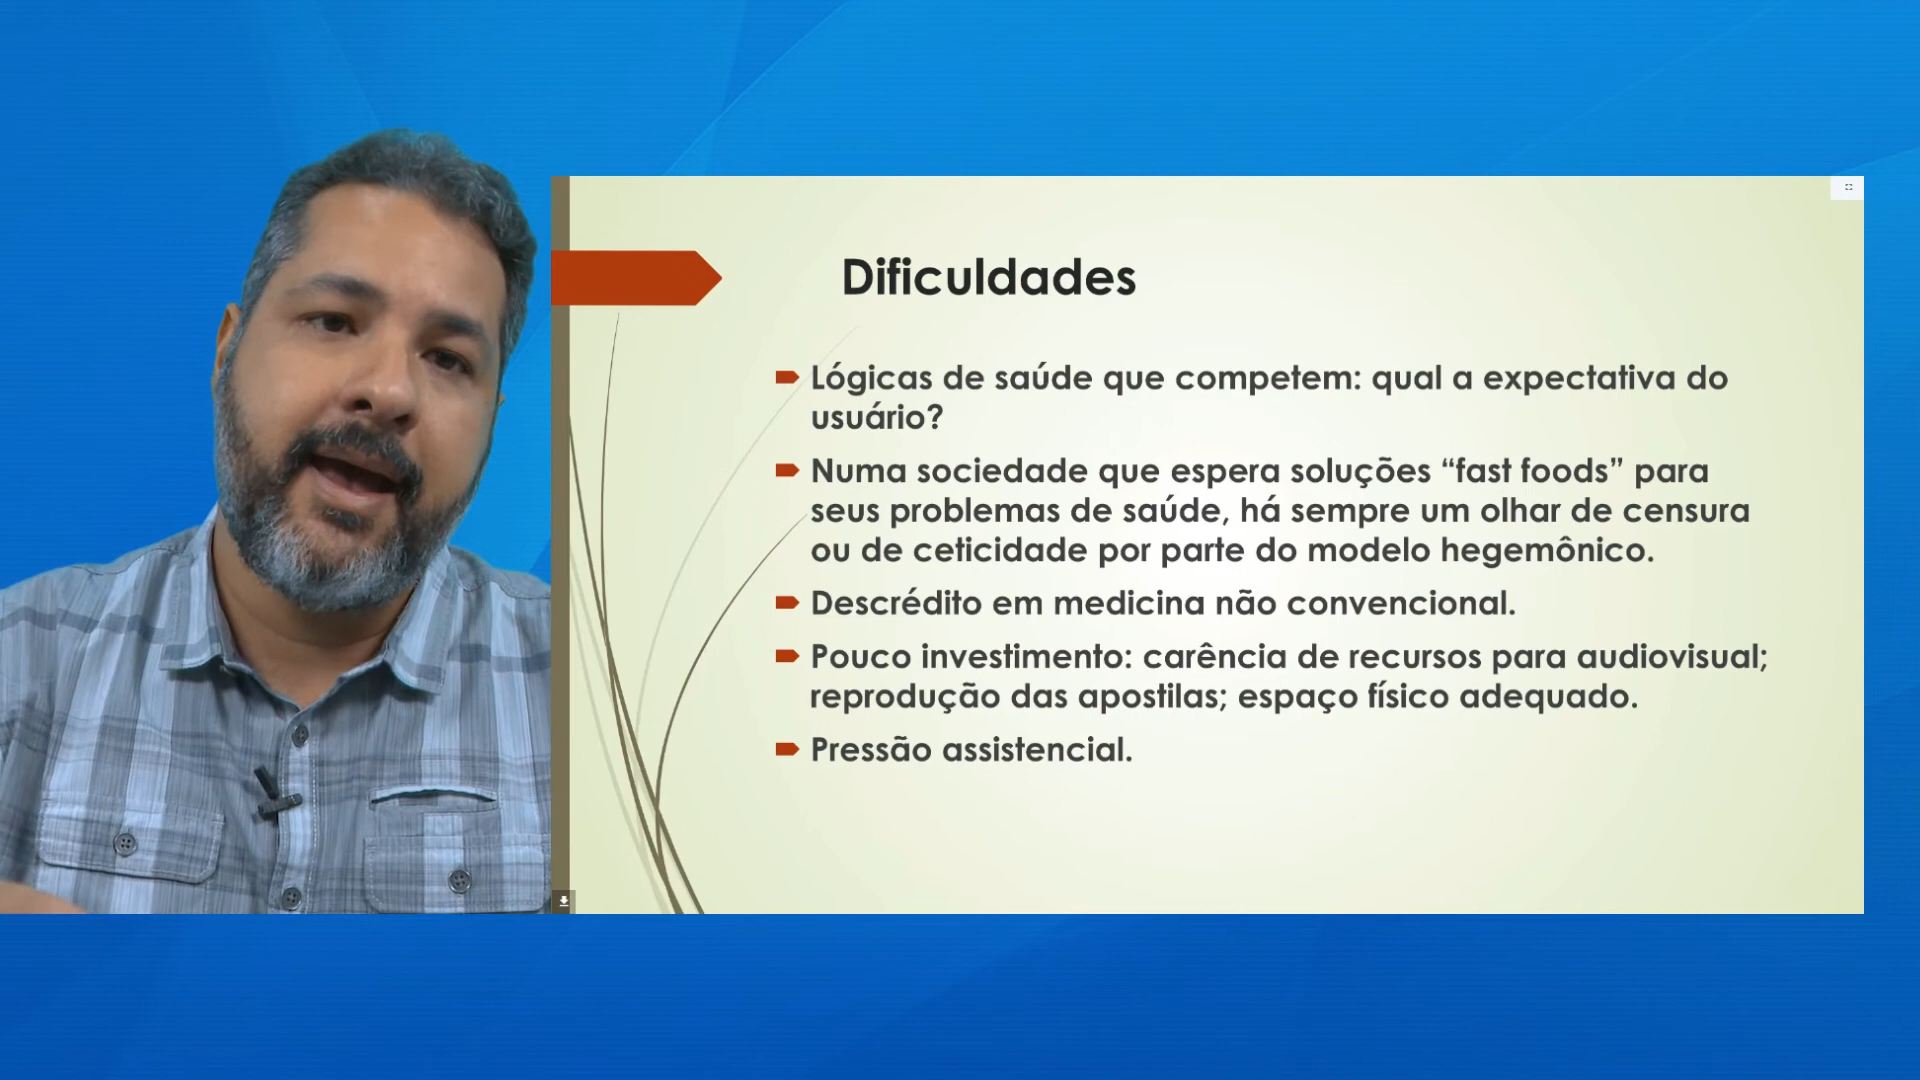 Dificuldades
Lógicas de saúde que competem: qual a expectativa do
usuário?
Numa sociedade que espera soluções “fast foods” para
seus problemas de saúde, há sempre um olhar de censura
ou de ceticidade por parte do modelo hegemônico.
Descrédito em medicina não convencional.
Pouco investimento: carência de recursos para audiovisual;
reprodução das apostilas; espaço físico adequado.
Pressão assistencial.